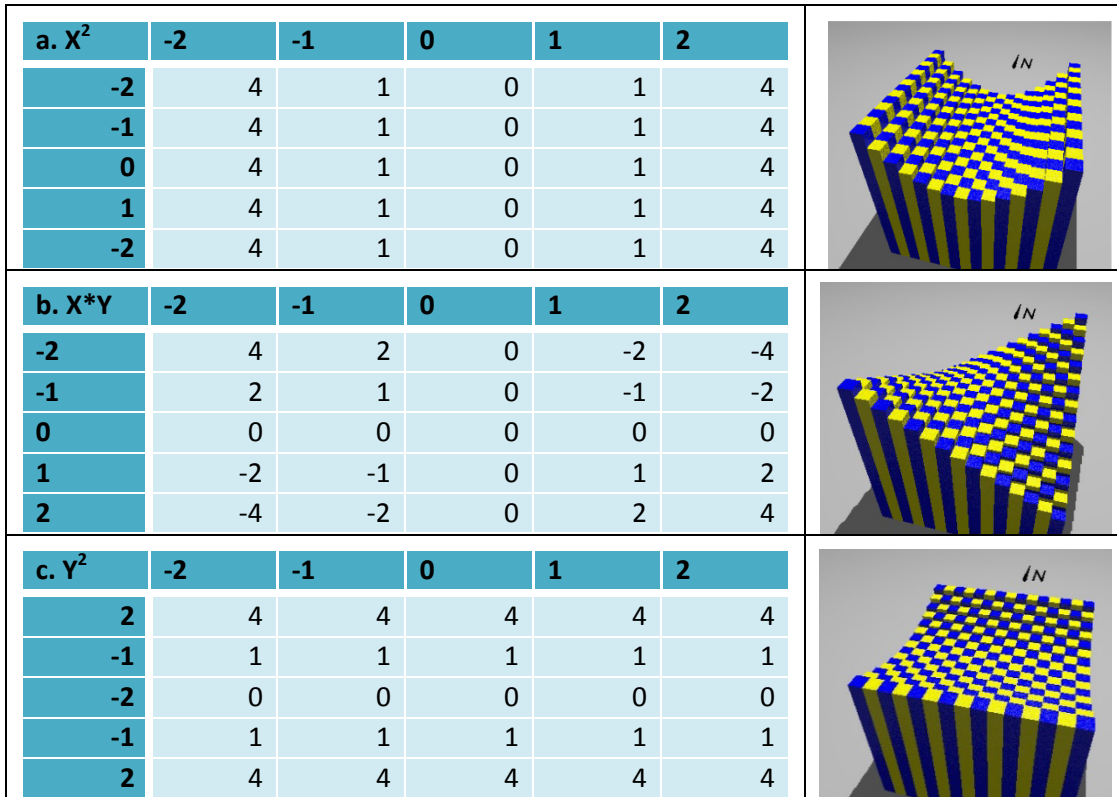 a. X² -2 -1 0 1 2
-2 4 1 0 1 4
-1 4 1 0 1 4
0 4 1 0 1 4
1 4 1 0 1 4
-2 4 1 0 1 4
N
b. X*Y -2 -1 0 1 2
-2 4 2 0 -2 -4
-1 2 1 0 -1 -2
0 0 0 0 0 0
1 -2 -1 0 1 2
2 -4 -2 0 2 4
N
c. Y² -2 -1 0 1 2
2 4 4 4 4 4
-1 1 1 1 1 1
-2 0 0 0 0 0
-1 1 1 1 1 1
2 4 4 4 4 4
N